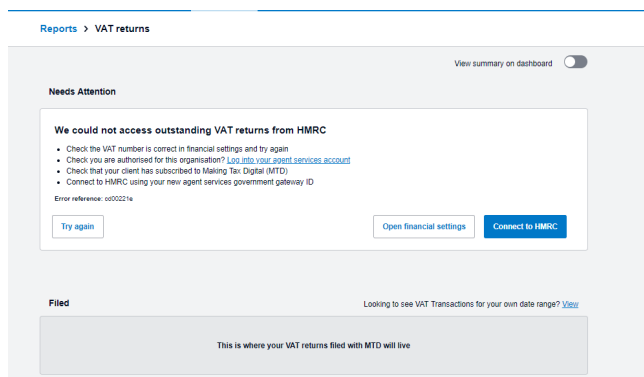 Reports > VAT returns
View summary on dashboard
Needs Attention
We could not access outstanding VAT returns from HMRC
• Check the VAT number is correct in financial settings and try again
• Check you are authorised for this organisation? Log into your agent services account
• Check that your client has subscribed to Making Tax Digital (MTD)
• Connect to HMRC using your new agent services government gateway ID
Error reference: cd00221e
Try again
Open financial settings
Connect to HMRC
Filed
Looking to see VAT Transactions for your own date range? View
This is where your VAT returns filed with MTD will live